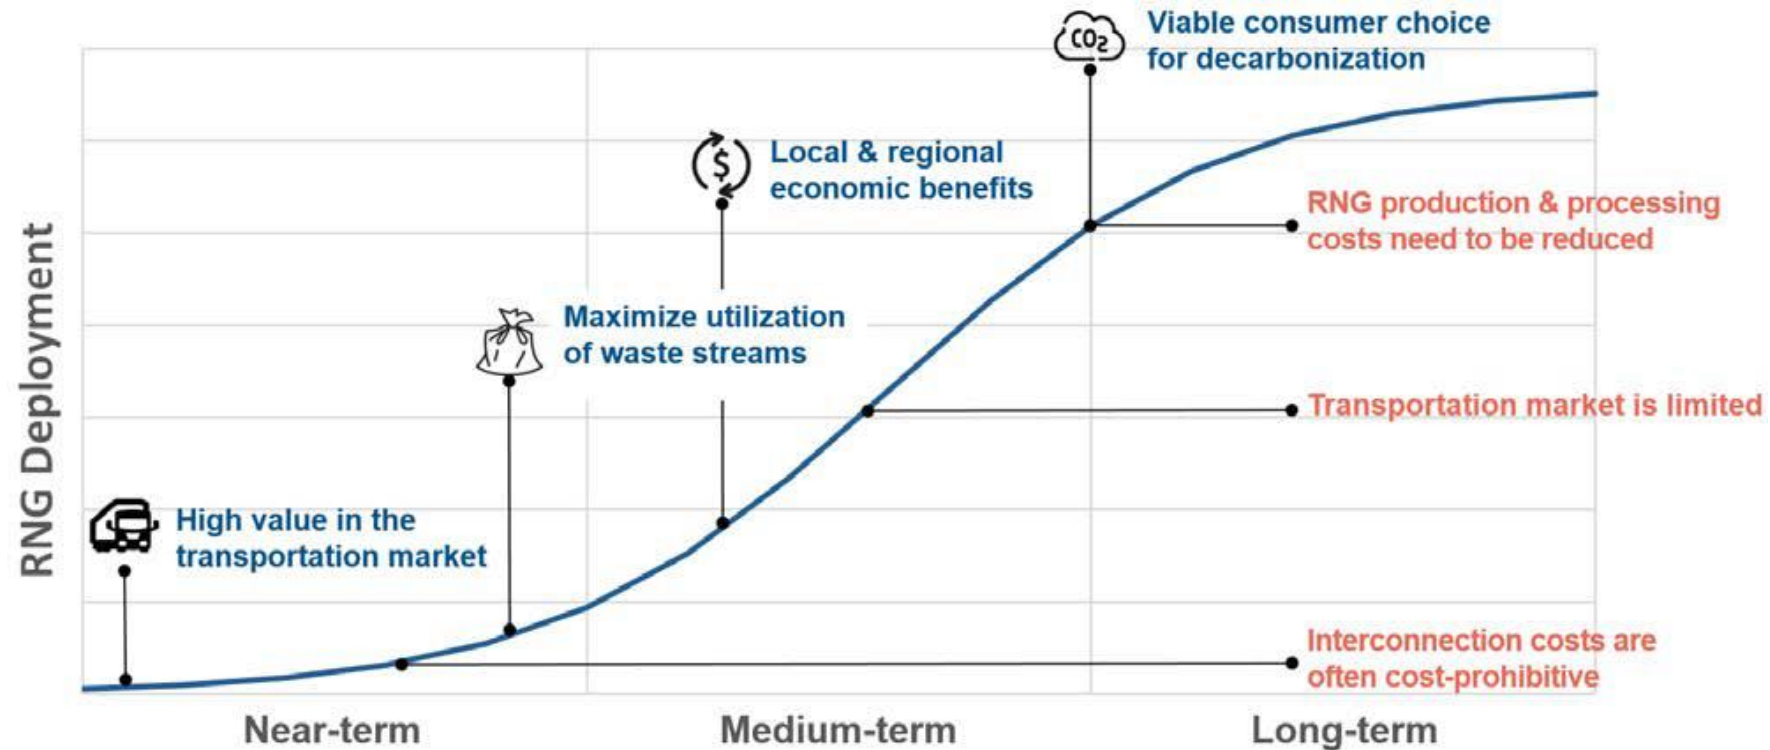 CO2
Viable consumer choice
for decarbonization
$
Local & regional
economic benefits
RNG production & processing
costs need to be reduced
Maximize utilization
of waste streams
Transportation market is limited
High value in the
transportation market
Interconnection costs are
often cost-prohibitive
RNG Deployment
Near-term
Medium-term
Long-term